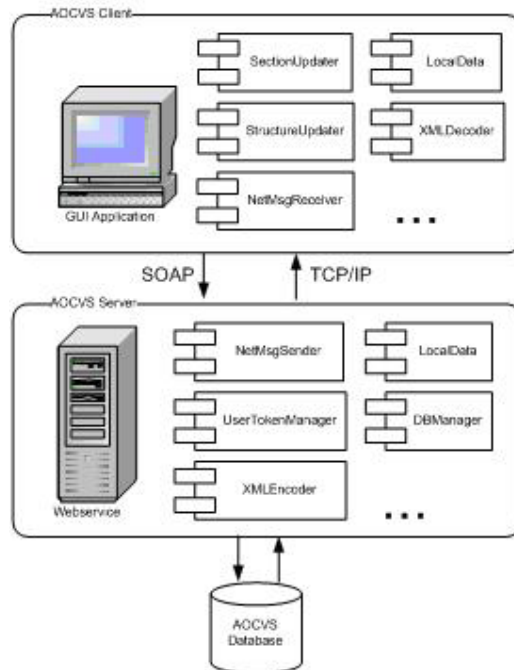 AOCVS Client
SectionUpdater
LocalData
StructureUpdater
XMLDecoder
GUI Application
NetMsgReceiver
...
SOAP
TCP/IP
AOCVS Server
NetMsgSender
LocalData
UserTokenManager
DBManager
XMLEncoder
Webservice
...
AOCVS
Database